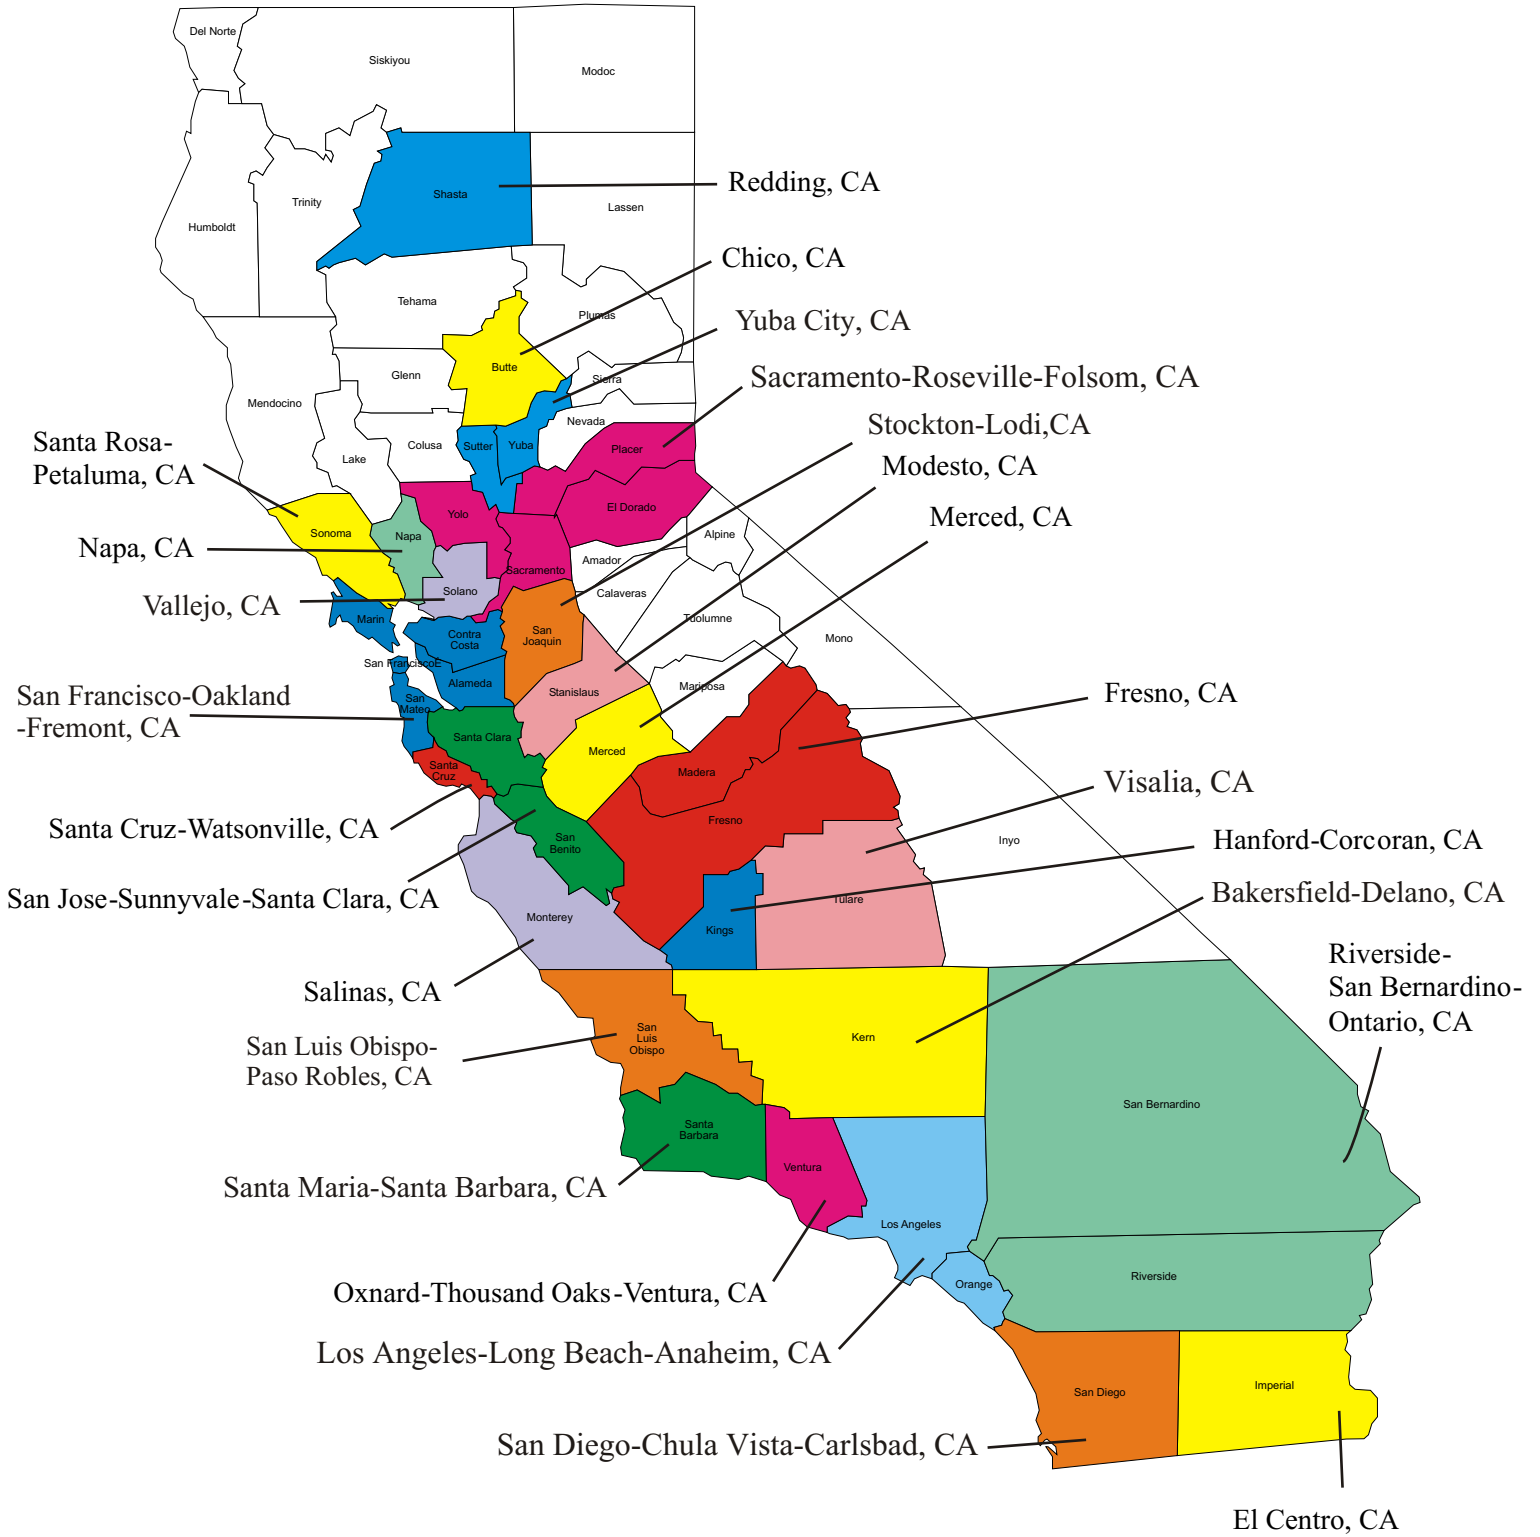 Del Norte
Siskiyou
Modoc
Shasta
Redding, CA
Trinity
Lassen
Humboldt
Chico, CA
Tehama
Plumas
Yuba City, CA
Butte
Glenn
Sierra
Sacramento-Roseville-Folsom, CA
Mendocino
Nevada
Stockton-Lodi,CA
Santa Rosa-
Petaluma, CA
Colusa
Sutter
Yuba
Placer
Lake
Modesto, CA
El Dorado
Yolo
Merced, CA
Sonoma
Napa
Alpine
Napa, CA
Amador
Sacramento
Solano
Calaveras
Vallejo, CA
Marin
Tuolumne
Contra
Costa
San
Joaquin
Mono
San FranciscoE
Alameda
Stanislaus
Mariposa
San Francisco-Oakland
-Fremont, CA
San
Mateo
Fresno, CA
Santa Clara
Merced
Santa
Cruz
Madera
Visalia, CA
Santa Cruz-Watsonville, CA
Fresno
San
Benito
Inyo
Hanford-Corcoran, CA
San Jose-Sunnyvale-Santa Clara, CA
Tulare
Bakersfield-Delano, CA
Monterey
Kings
Riverside-
San Bernardino-
Ontario, CA
Salinas, CA
San
Luis
Obispo
Kern
San Luis Obispo-
Paso Robles, CA
San Bernardino
Santa
Barbara
Ventura
Santa Maria-Santa Barbara, CA
Los Angeles
Orange
Riverside
Oxnard-Thousand Oaks-Ventura, CA
Los Angeles-Long Beach-Anaheim, CA
San Diego
Imperial
San Diego-Chula Vista-Carlsbad, CA
El Centro, CA